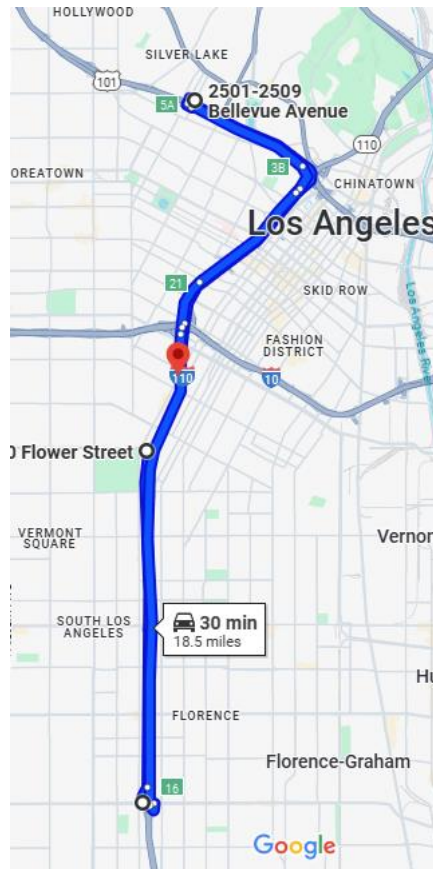 HOLLYWOOD
SILVER LAKE
101
5A
2501-2509
Bellevue Avenue
110
3B
OREATOWN
CHINATOWN
Los Angeles
21
SKID ROW
Los Angeles River
FASHION
DISTRICT
110
10
0 Flower Street
VERMONT
SQUARE
Vernon
SOUTH LOS
ANGELES
30 min
18.5 miles
Hu
FLORENCE
Florence-Graham
16
Google